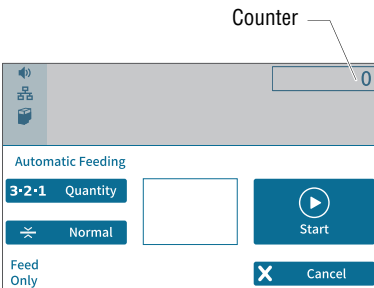 Counter
0
Automatic Feeding
3·2·1 Quantity
Normal
Start
Feed
Only
Cancel